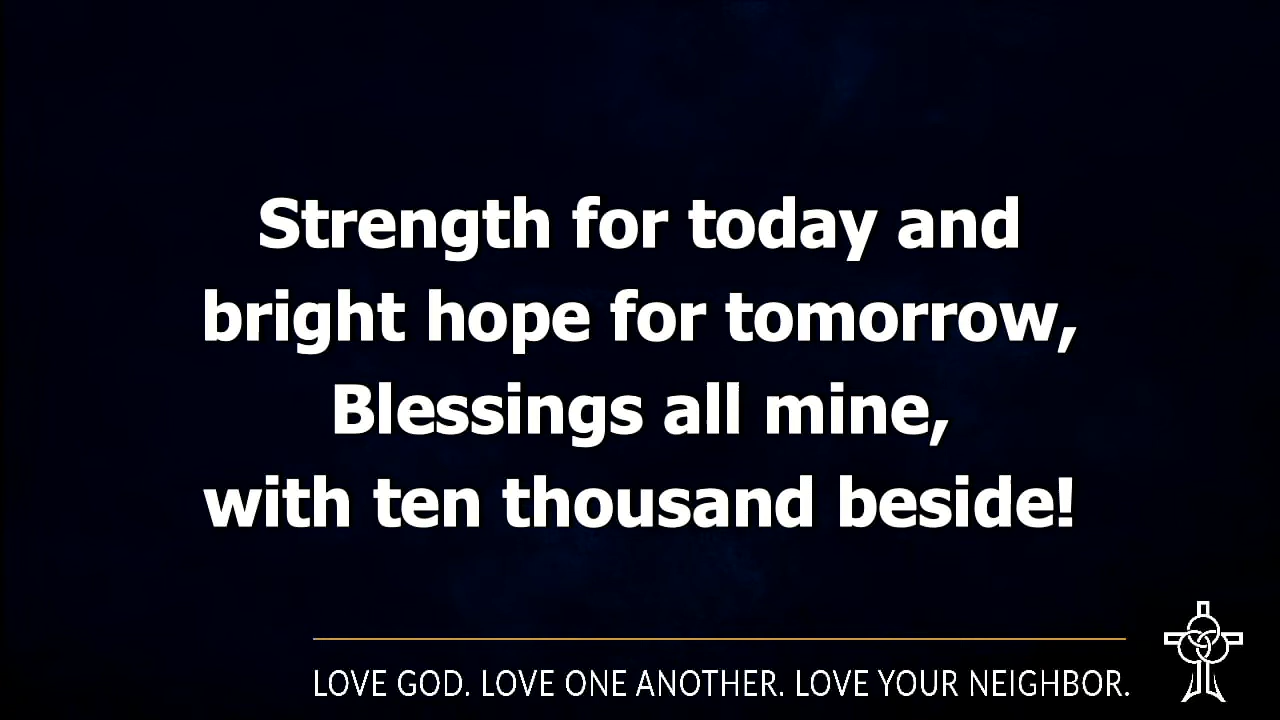 Strength for today and
bright hope for tomorrow,
Blessings all mine,
with ten thousand beside!
LOVE GOD. LOVE ONE ANOTHER. LOVE YOUR NEIGHBOR.